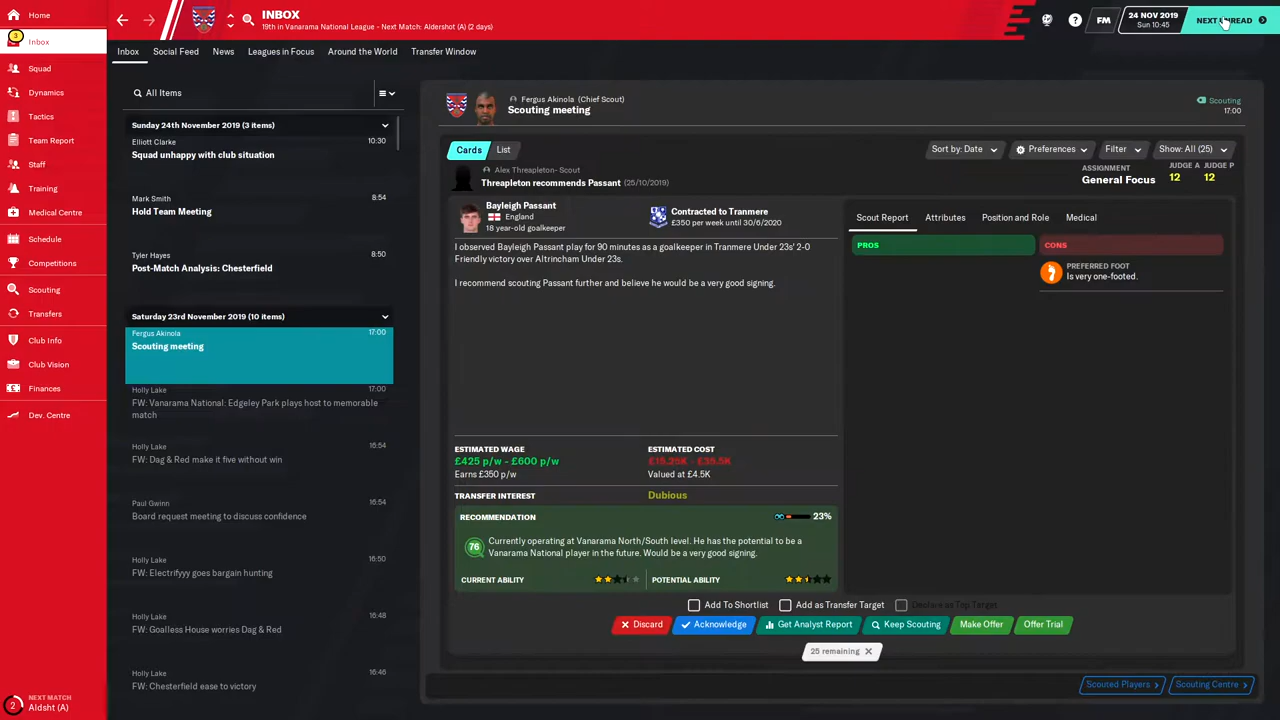 Home
3
Inbox
Squad
Dynamics
Tactics
Team Report
Staff
Training
Medical Centre
Schedule
Competitions
Scouting
Transfers
Club Info
Club Vision
Finances
Dev. Centre
2
NEXT MATCH
Aldsht (A)
INBOX
19th in Vanarama National League - Next Match: Aldershot (A) (2 days)
?
FM
24 NOV 2019
Sun 10:45
NEXT UNREAD
Inbox
Social Feed
News
Leagues in Focus
Around the World
Transfer Window
All Items
Sunday 24th November 2019 (3 items)
Elliott Clarke
10:30
Squad unhappy with club situation
Mark Smith
8:54
Hold Team Meeting
Tyler Hayes
8:50
Post-Match Analysis: Chesterfield
Saturday 23rd November 2019 (10 items)
Fergus Akinola
17:00
Scouting meeting
Holly Lake
17:00
FW: Vanarama National: Edgeley Park plays host to memorable
match
Holly Lake
16:54
FW: Dag & Red make it five without win
Paul Gwinn
16:54
Board request meeting to discuss confidence
Holly Lake
16:50
FW: Electrifyyy goes bargain hunting
Holly Lake
16:48
FW: Goalless House worries Dag & Red
Holly Lake
16:46
FW: Chesterfield ease to victory
Fergus Akinola (Chief Scout)
Scouting meeting
Scouting
17:00
Cards
List
Sort by: Date
Preferences
Filter
Show: All (25)
Alex Threapleton- Scout
Threapleton recommends Passant (25/10/2019)
ASSIGNMENT
General Focus
JUDGE A
12
JUDGE P
12
Bayleigh Passant
England
18 year-old goalkeeper
Contracted to Tranmere
£350 per week until 30/6/2020
I observed Bayleigh Passant play for 90 minutes as a goalkeeper in Tranmere Under 23s' 2-0
Friendly victory over Altrincham Under 23s.
I recommend scouting Passant further and believe he would be a very good signing.
Scout Report
Attributes
Position and Role
Medical
PROS
CONS
PREFERRED FOOT
Is very one-footed.
ESTIMATED WAGE
£425 p/w - £600 p/w
Earns £350 p/w
ESTIMATED COST
Valued at £4.5K
TRANSFER INTEREST
Dubious
RECOMMENDATION
23%
76
Currently operating at Vanarama North/South level. He has the potential to be a
Vanarama National player in the future. Would be a very good signing.
CURRENT ABILITY
POTENTIAL ABILITY
Add To Shortlist
Add as Transfer Target
Declare as Top Target
Discard
Acknowledge
Get Analyst Report
Keep Scouting
Make Offer
Offer Trial
25 remaining
Scouted Players
Scouting Centre